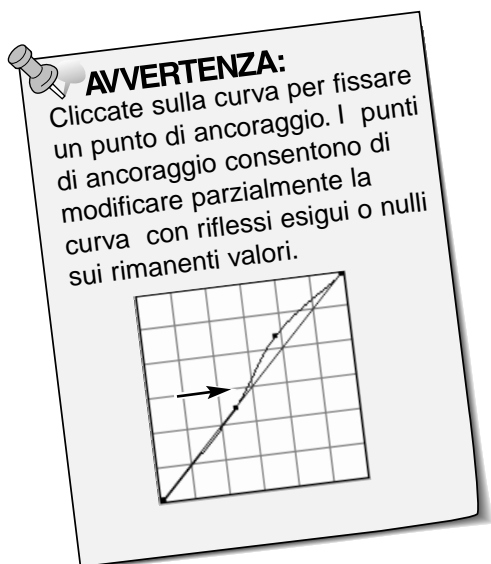 AVVERTENZA:
Cliccate sulla curva per fissare
un punto di ancoraggio. I punti
di ancoraggio consentono di
modificare parzialmente la
curva con riflessi esigui o nulli
sui rimanenti valori.